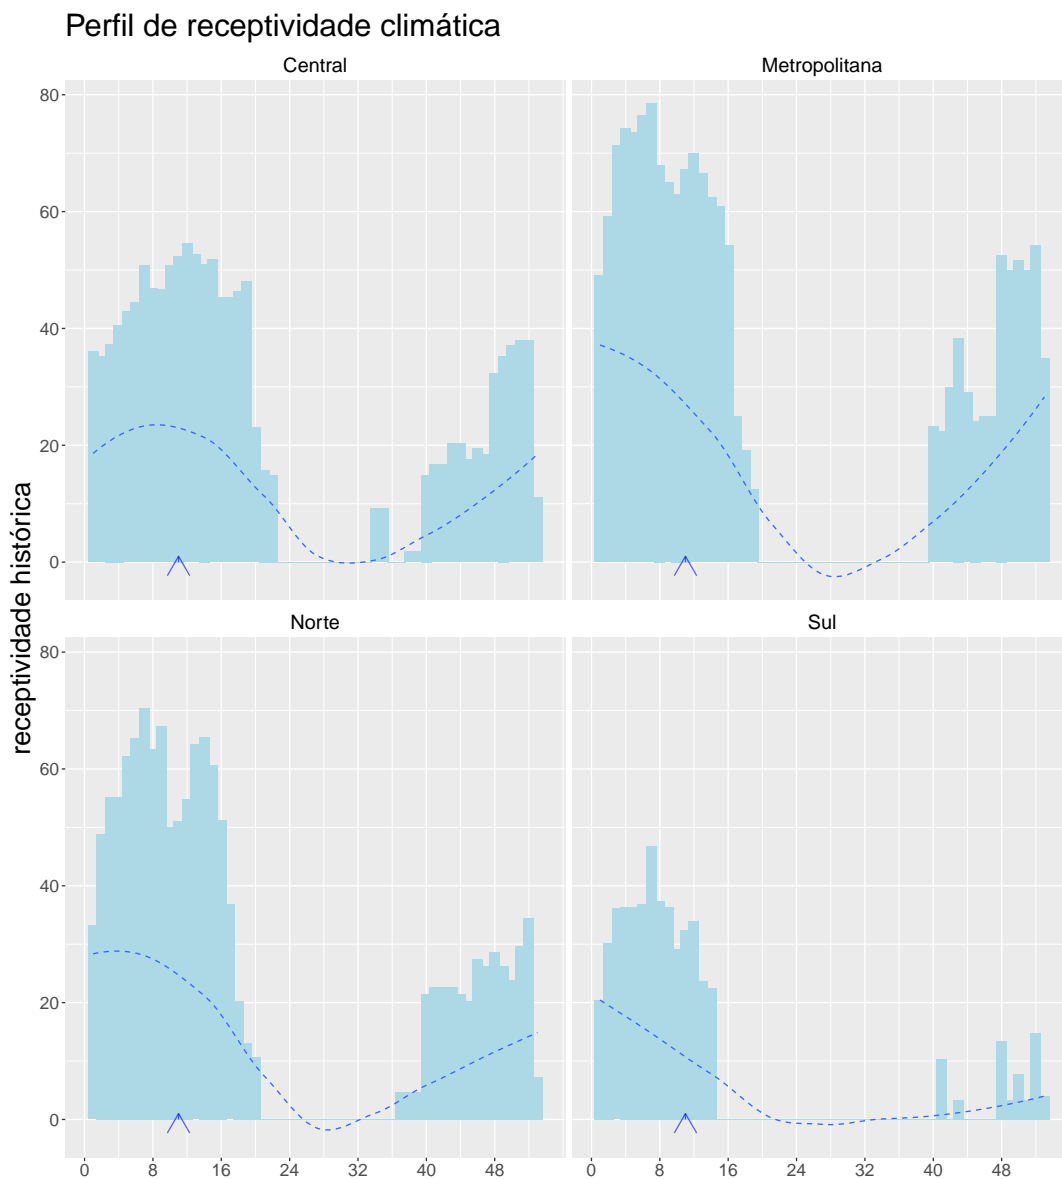 Perfil de receptividade climática
Central
Metropolitana
80
60
40
20
0
receptividade histórica
Norte
Sul
80
60
40
20
0
0 8 16 24 32 40 48
0 8 16 24 32 40 48